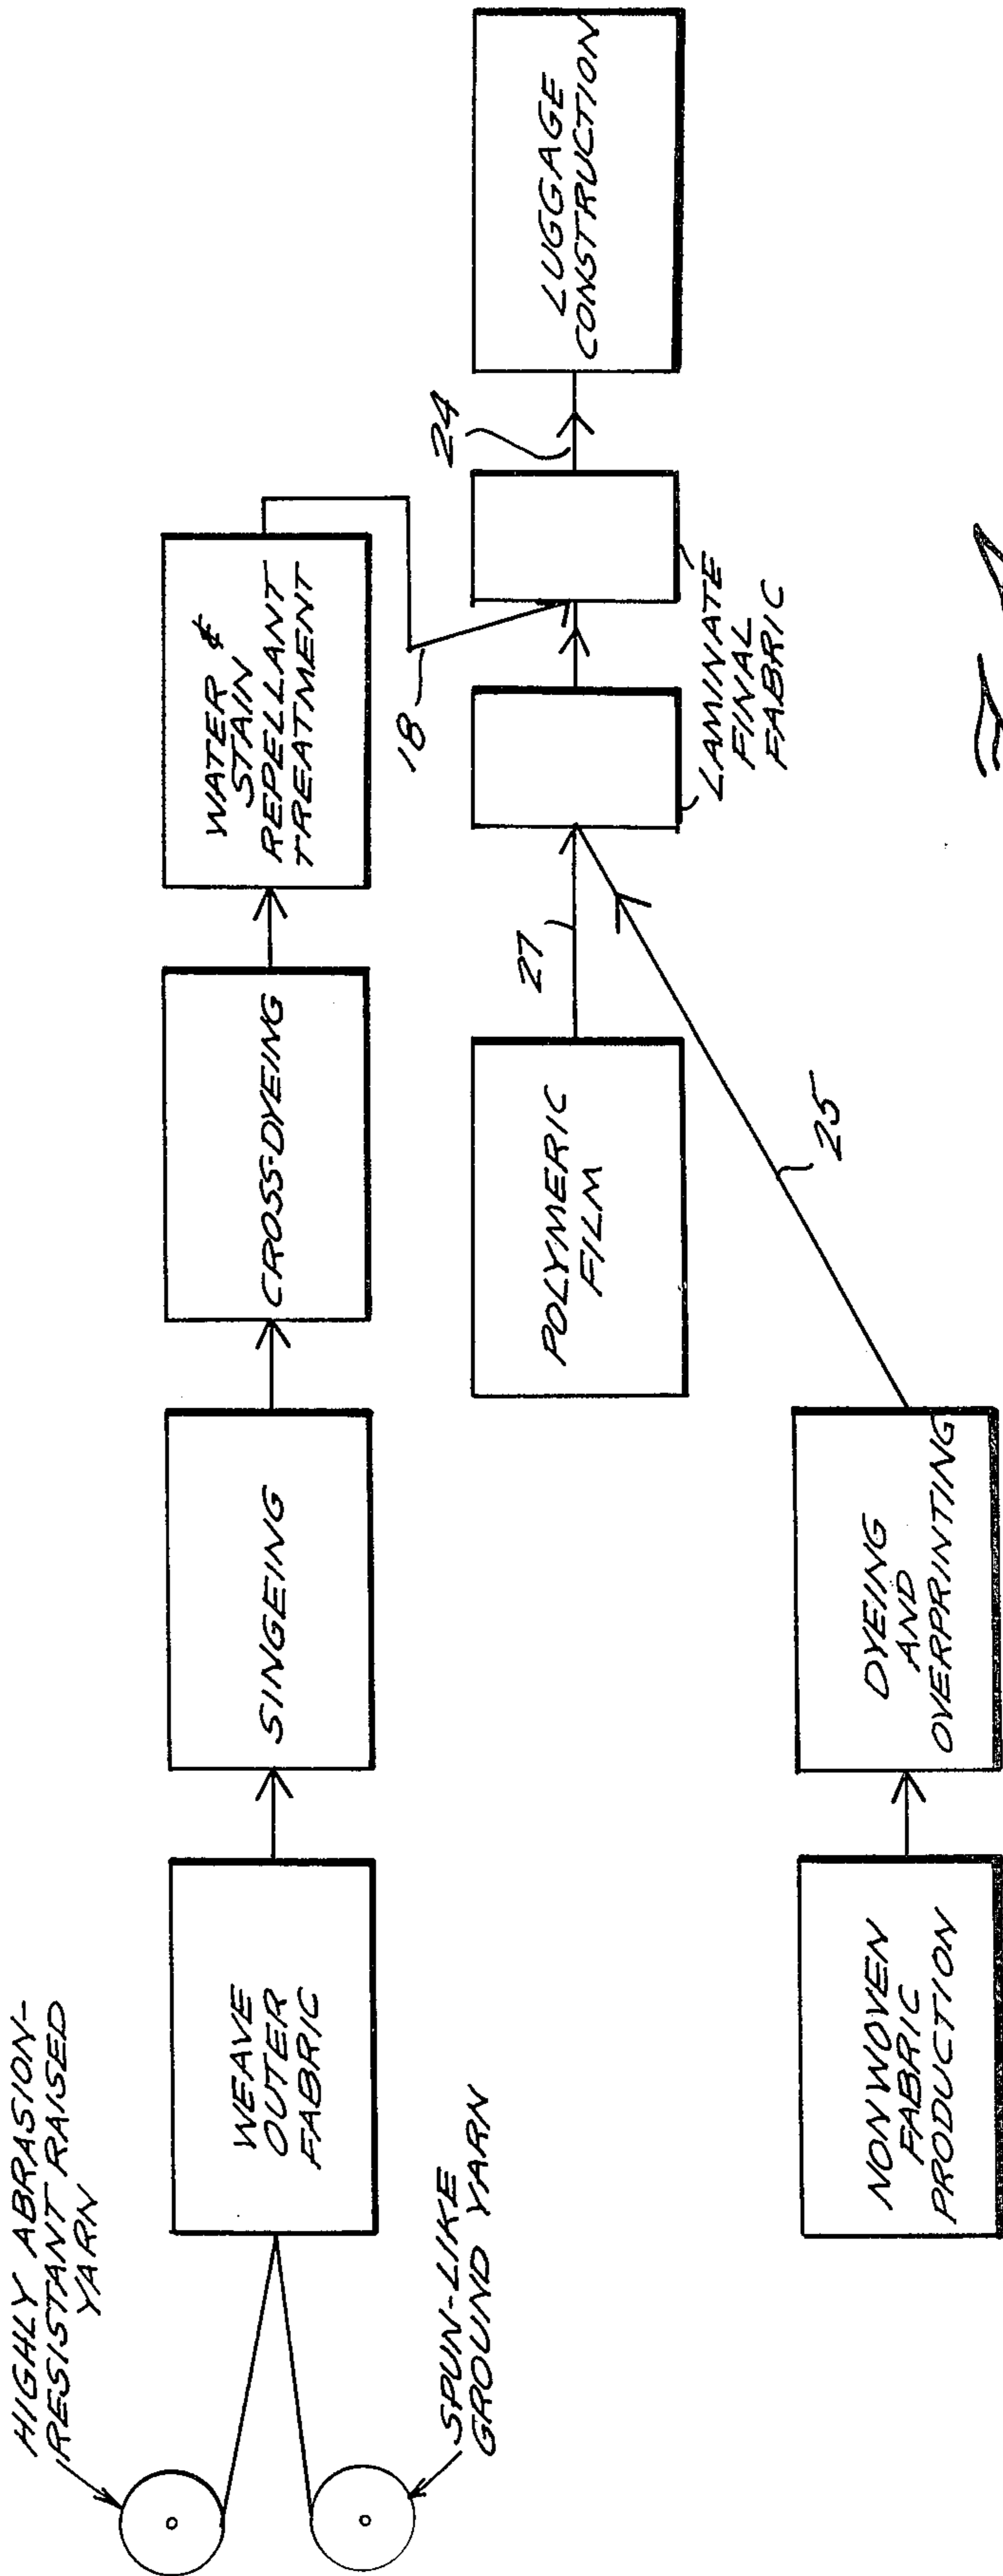 HIGHLY ABRASION-
RESISTANT RAISED
YARN
SPUN-LIKE
GROUND YARN
WEAVE
OUTER
FABRIC
SINGEING
CROSS-DYEING
WATER &
STAIN
REPELLANT
TREATMENT
18
POLYMERIC
FILM
27
LAMINATE
FINAL
FABRIC
24
LUGGAGE
CONSTRUCTION
NONWOVEN
FABRIC
PRODUCTION
DYEING
AND
OVERPRINTING
25